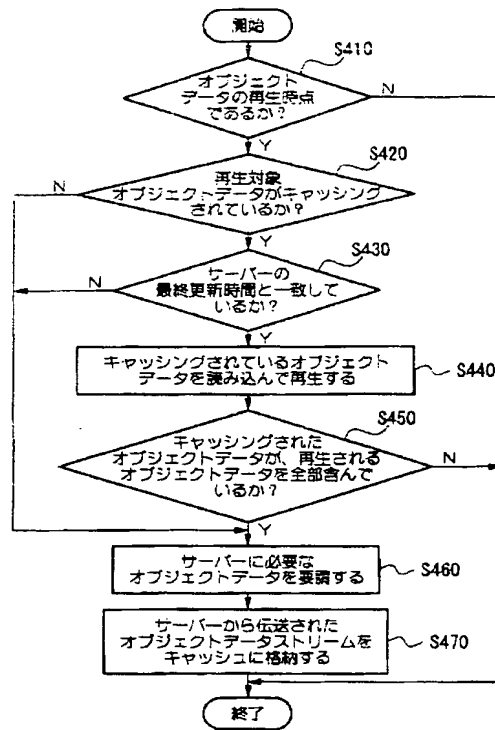 開始
S410
オブジェクト
データの再生時点
であるか?
N
Y
S420
再生対象
オブジェクトデータがキャッシング
されているか?
N
Y
S430
サーバーの
最終更新時間と一致して
いるか?
N
Y
キャッシングされているオブジェクト
データを読み込んで再生する
S440
S450
キャッシングされた
オブジェクトデータが、再生される
オブジェクトデータを全部含んで
いるか?
N
Y
サーバーに必要な
オブジェクトデータを要請する
S460
サーバーから伝送された
オブジェクトデータストリームを
キャッシュに格納する
S470
終了